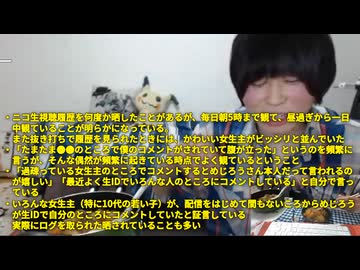 ・ニコ生視聴履歴を何度か晒したことがあるが、毎日朝5時まで観て、昼過ぎから一日
中観ていることが明らかになっている
また抜き打ちで履歴を見られたときには、かわいい女生主がビッシリと並んでいた
・「たまたま●●のところで僕のコメントがされていて腹が立った」というのを頻繁に
言うが、そんな偶然が頻繁に起きている時点でよく観ているということ
・「過疎っている女生主のところでコメントするとめじろうさん本人だって言われるの
が嬉しい」「最近よく生IDでいろんな人のところにコメントしている」と自分で言っ
ている
・いろんな女生主（特に10代の若い子）が、配信をはじめて間もないころからめじろう
が生IDで自分のところにコメントしていたと証言している
実際にログを取られた晒されていることも多い